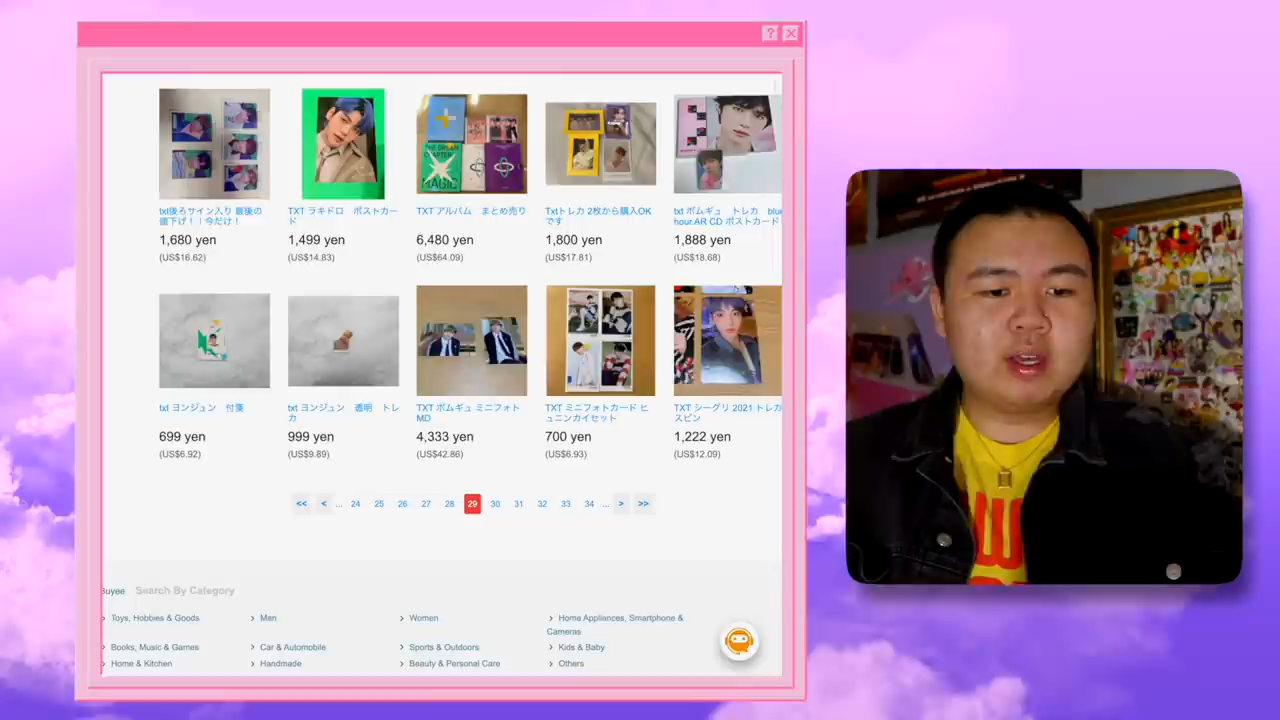 ?
THE DREAM
CHAPTER
MAGIC
txt後ろサイン入り 最後の
値下げ！！今だけ！
TXT ラキドロ　ポストカー
ド
TXT アルバム　まとめ売り
Txtトレカ 2枚から購入OK
です
txt ボムギュ　トレカ　blue
hour.AR CD ポストカード
1,680 yen
1,499 yen
6,480 yen
1,800 yen
1,888 yen
(US$16.62)
(US$14.83)
(US$64.09)
(US$17.81)
(US$18.68)
txt ヨンジュン　付箋
txt ヨンジュン　透明　トレ
カ
TXT ボムギュ ミニフォト
MD
TXT ミニフォトカード ヒ
ュニンカイセット
TXT シーグリ 2021 トレカ
スビン
699 yen
999 yen
4,333 yen
700 yen
1,222 yen
(US$6.92)
(US$9.89)
(US$42.86)
(US$6.93)
(US$12.09)
<< < ... 24 25 26 27 28 29 30 31 32 33 34 ... > >>
Buyee Search By Category
> Toys, Hobbies & Goods
> Men
> Women
> Home Appliances, Smartphone &
Cameras
> Books, Music & Games
> Car & Automobile
> Sports & Outdoors
> Kids & Baby
> Home & Kitchen
> Handmade
> Beauty & Personal Care
> Others